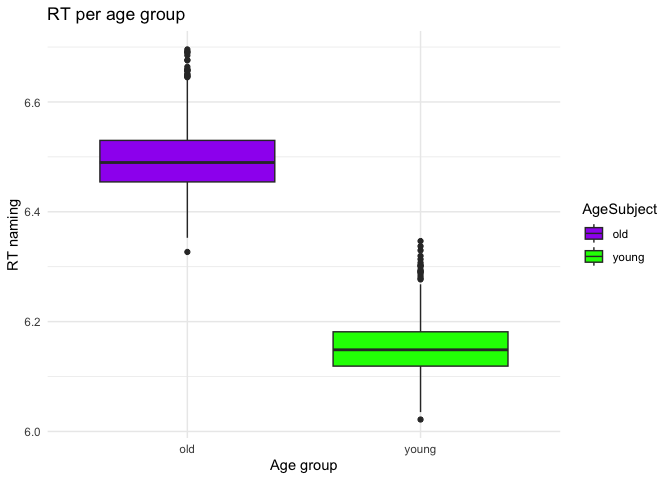 RT per age group
RT naming
6.6
6.4
6.2
6.0
old
young
Age group
AgeSubject
old
young